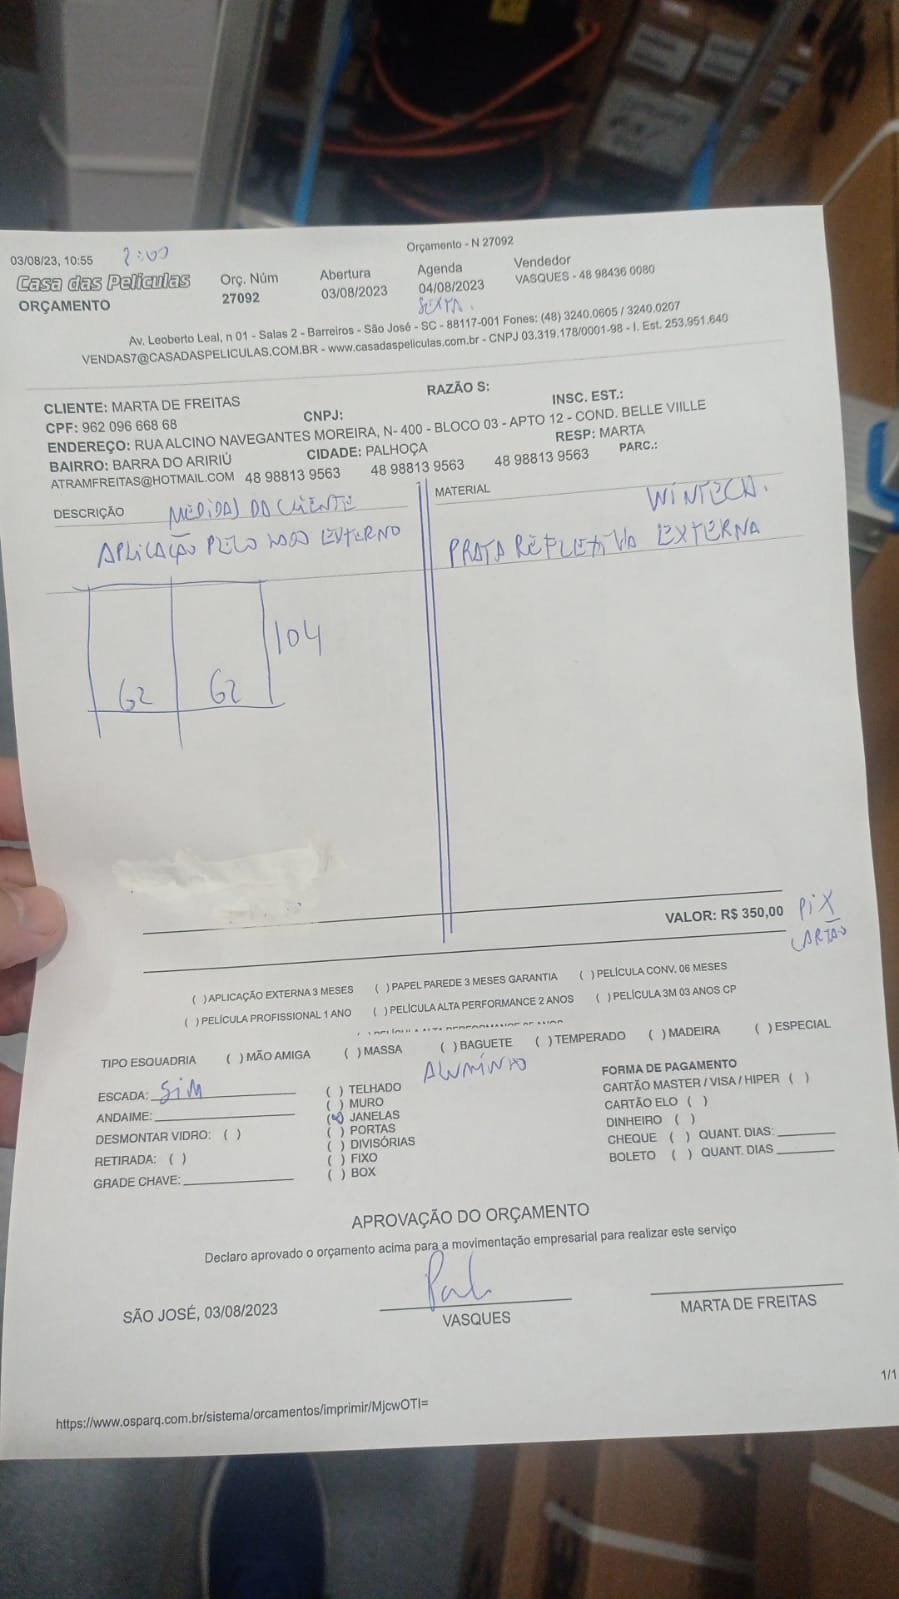 Orçamento - N 27092
03/08/23, 10:55
Casa das Películas
ORÇAMENTO
Orç. Núm
27092
Abertura
03/08/2023
Agenda
04/08/2023
SEXTA.
Vendedor
VASQUES - 48 98436 0080
Av. Leoberto Leal, n 01 - Salas 2 - Barreiros - São José - SC - 88117-001 Fones: (48) 3240.0605 / 3240.0207
VENDAS7@CASADASPELICULAS.COM.BR - www.casadaspeliculas.com.br - CNPJ 03.319.178/0001-98 - I. Est. 253.951.640
CLIENTE: MARTA DE FREITAS RAZÃO S:
CPF: 962 096 668 68 CNPJ: INSC. EST.:
ENDEREÇO: RUA ALCINO NAVEGANTES MOREIRA, N- 400 - BLOCO 03 - APTO 12 - COND. BELLE VIILLE
BAIRRO: BARRA DO ARIRIÚ CIDADE: PALHOÇA RESP: MARTA
ATRAMFREITAS@HOTMAIL.COM 48 98813 9563 48 98813 9563 48 98813 9563 PARC.:
DESCRIÇÃO MEDIDAS DO CLIENTE
APLICAÇÃO PELO LADO EXTERNO
MATERIAL WINTECH.
PRATA REFLETIVA EXTERNA
104
62 62
VALOR: R$ 350,00 PIX
CARTÃO
( ) APLICAÇÃO EXTERNA 3 MESES ( ) PAPEL PAREDE 3 MESES GARANTIA ( ) PELÍCULA CONV. 06 MESES
( ) PELÍCULA PROFISSIONAL 1 ANO ( ) PELÍCULA ALTA PERFORMANCE 2 ANOS ( ) PELÍCULA 3M 03 ANOS CP
TIPO ESQUADRIA ( ) MÃO AMIGA ( ) MASSA ( ) BAGUETE ( ) TEMPERADO ( ) MADEIRA ( ) ESPECIAL
ALUMÍNIO
ESCADA: SIM
ANDAIME:
DESMONTAR VIDRO: ( )
RETIRADA: ( )
GRADE CHAVE:
( ) TELHADO
( ) MURO
(X) JANELAS
( ) PORTAS
( ) DIVISÓRIAS
( ) FIXO
( ) BOX
FORMA DE PAGAMENTO
CARTÃO MASTER / VISA / HIPER ( )
CARTÃO ELO ( )
DINHEIRO ( )
CHEQUE ( ) QUANT. DIAS:
BOLETO ( ) QUANT. DIAS
APROVAÇÃO DO ORÇAMENTO
Declaro aprovado o orçamento acima para a movimentação empresarial para realizar este serviço
SÃO JOSÉ, 03/08/2023
VASQUES
MARTA DE FREITAS
1/1
https://www.osparq.com.br/sistema/orcamentos/imprimir/MjcwOTI=